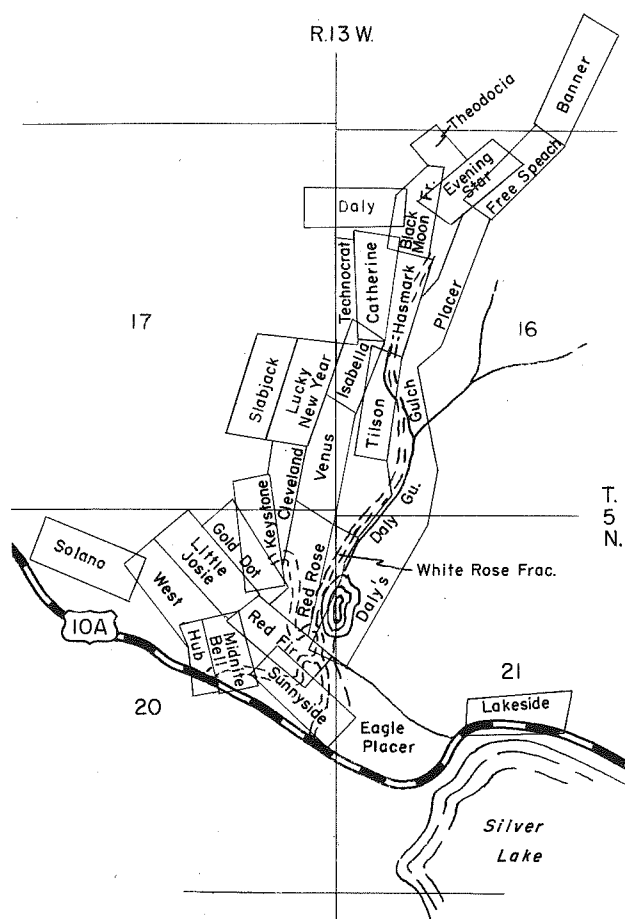 R.13 W.
Theodocia
Banner
Evening
Star
Free Speach
Daly
Black
Moon Fr.
Technocrat
Catherine
Hasmark
Placer
17
16
Slabjack
Lucky
New Year
Isabella
Tilson
Gulch
Cleveland
Venus
Keystone
Gold Dot
Daly Gu.
T.
5
N.
Solano
Little
Josie
West
Red Rose
White Rose Frac.
Daly's
10A
Hub
Midnite
Bell
Red Fir
Sunnyside
20
21
Lakeside
Eagle
Placer
Silver
Lake